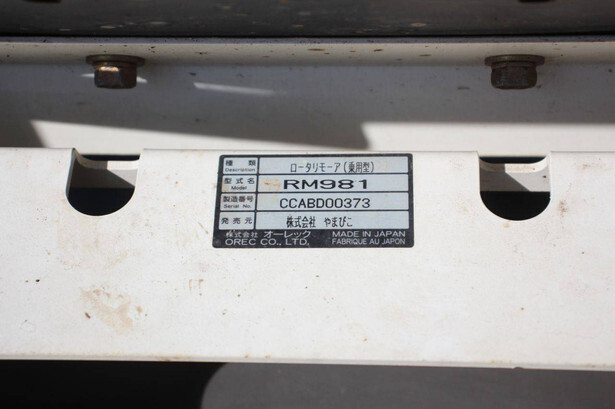 種類 Description ロータリモーア(乗用型)
型式名 Model RM981
製造番号 Serial No. CCABD00373
発売元 株式会社 やまびこ
株式会社 オーレック MADE IN JAPAN
OREC CO., LTD. FABRIQUE AU JAPON